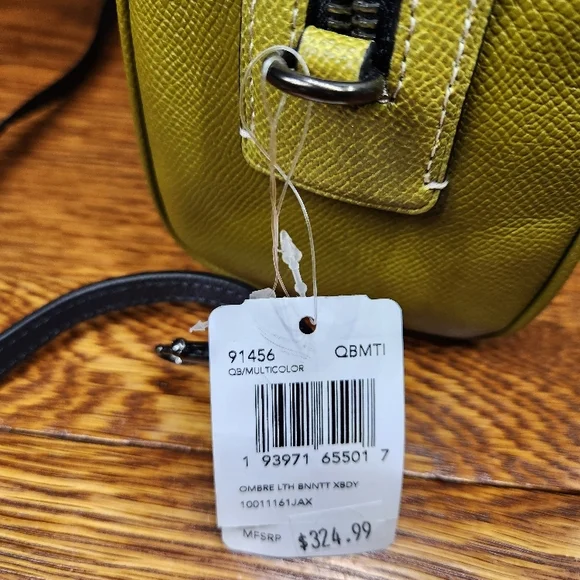 91456 QBMTI
QB/MULTICOLOR
1 93971 65501 7
OMBRE LTH BNNTT XBDY
10011161JAX
MFSRP $324.99